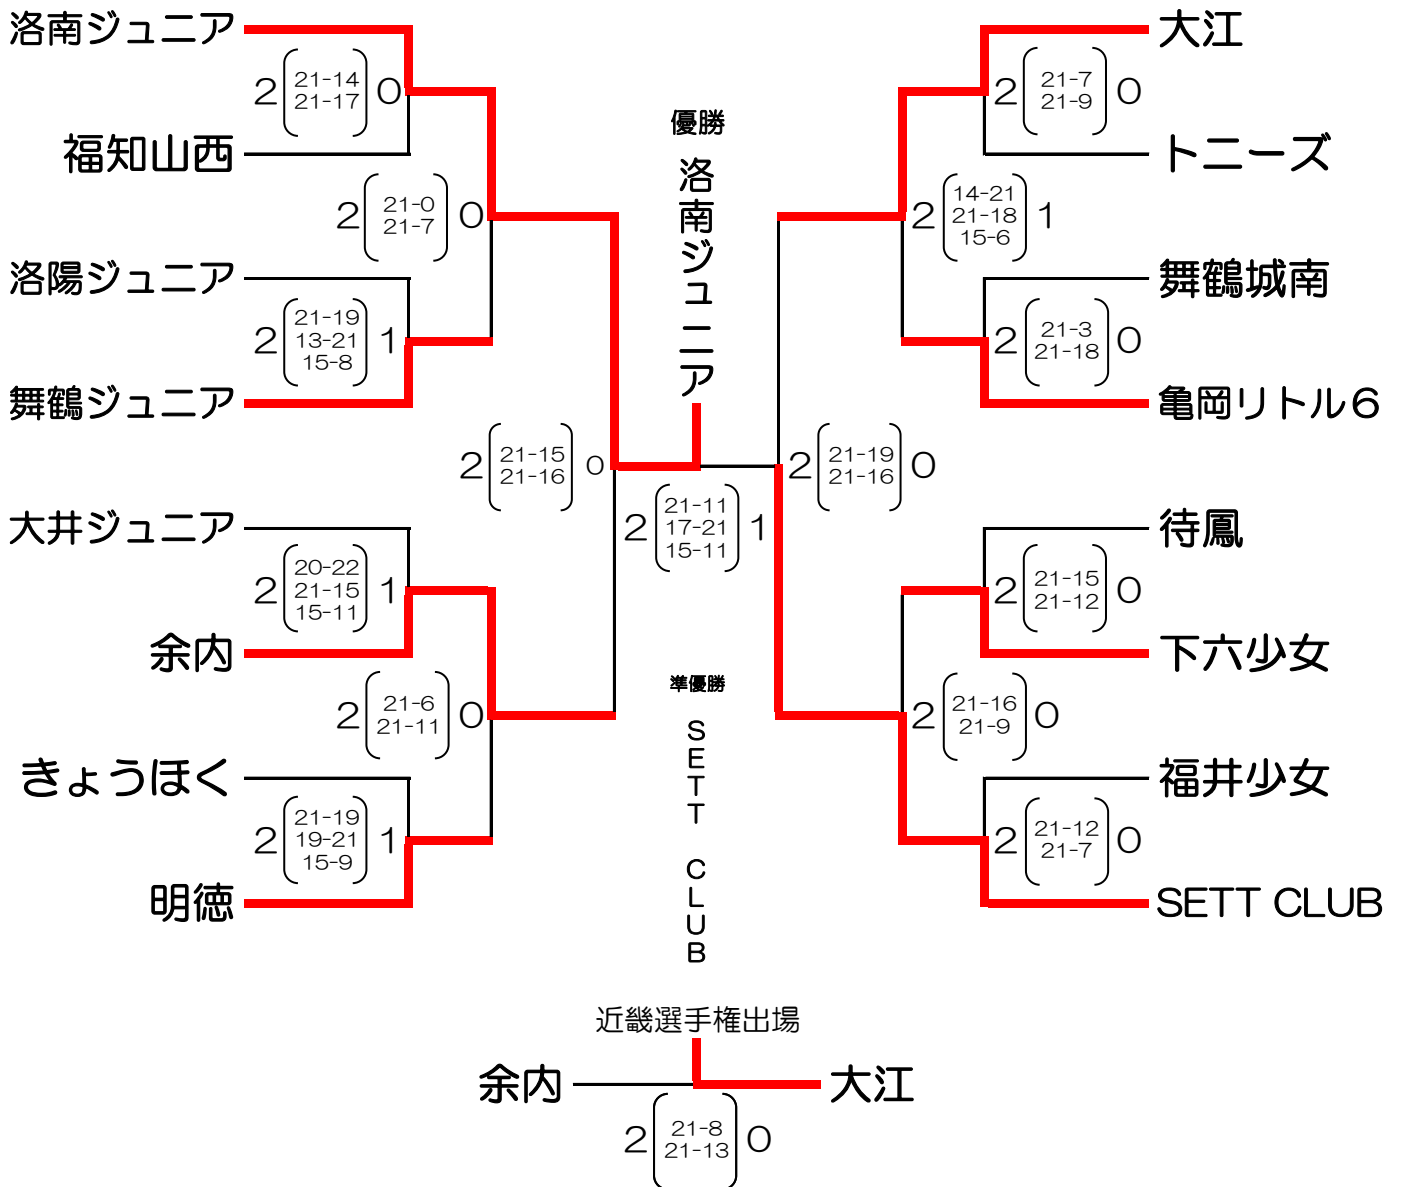 洛南ジュニア
2 21-14 0
21-17
福知山西
2 21-0 0
21-7
洛陽ジュニア
2 21-19 1
13-21
15-8
舞鶴ジュニア
2 21-15 0
21-16
大井ジュニア
2 20-22 1
21-15
15-11
余内
2 21-6 0
21-11
きょうほく
2 21-19 1
19-21
15-9
明徳
優勝
洛南ジュニア
2 21-11 1
17-21
15-11
準優勝
SETT CLUB
大江
2 21-7 0
21-9
トニーズ
2 14-21 1
21-18
15-6
舞鶴城南
2 21-3 0
21-18
亀岡リトル6
2 21-19 0
21-16
待鳳
2 21-15 0
21-12
下六少女
2 21-16 0
21-9
福井少女
2 21-12 0
21-7
SETT CLUB
近畿選手権出場
余内 大江
2 21-8 0
21-13